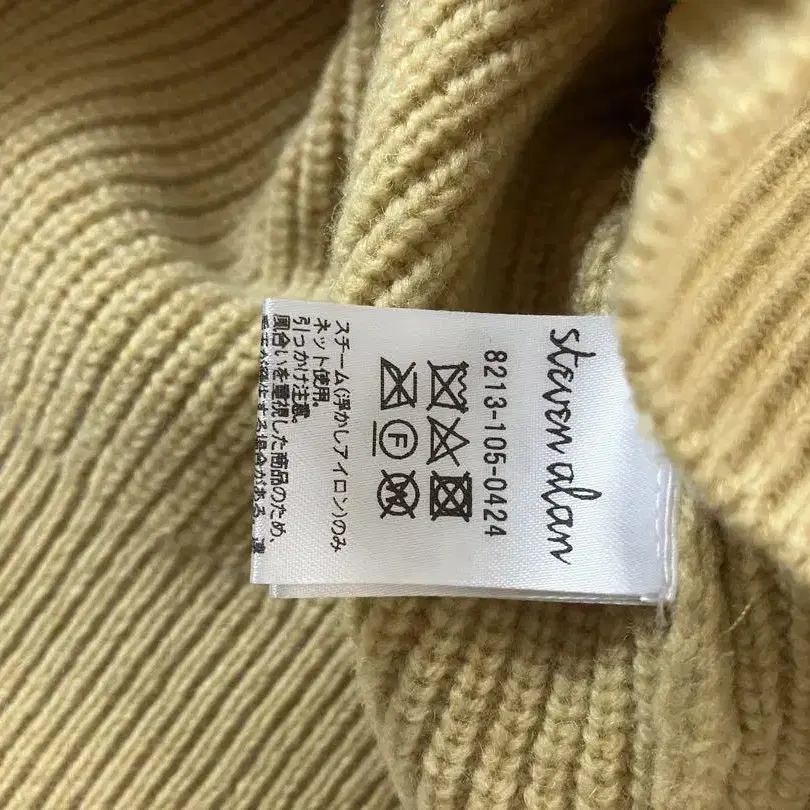 steven alan
8213-105-0424
F
W
スチーム(浮かしアイロン)のみ
ネット使用。
引っかけ注意。
風合いを重視した商品のため、